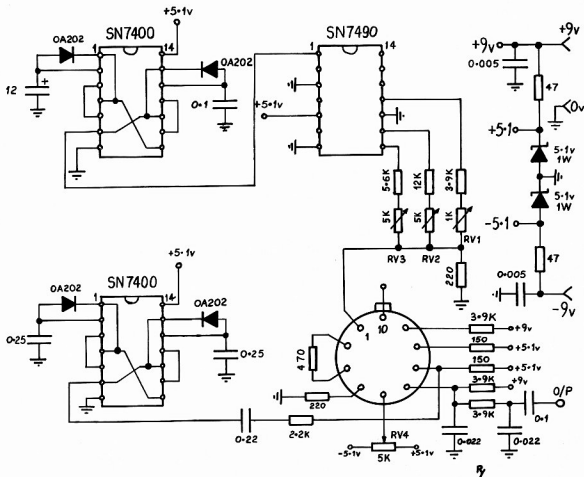 SN7400
SN7490
+5·1v
0A202
1
14
0A202
1
14
+9v
+9v
0·005
12
+
0·1
+5·1v
47
0v
+5·1
5·1v
1W
5·1v
1W
-5·1
5·6K
12K
3·9K
5K
5K
1K
RV3
RV2
RV1
220
47
0·005
-9v
SN7400
+5·1v
0A202
1
14
0A202
0·25
0·25
1
10
3·9K
+9v
150
+5·1v
150
+5·1v
3·9K
+9v
3·9K
0·1
O/P
470
220
0·22
2·2K
RV4
-5·1v
5K
+5·1v
0·022
0·022